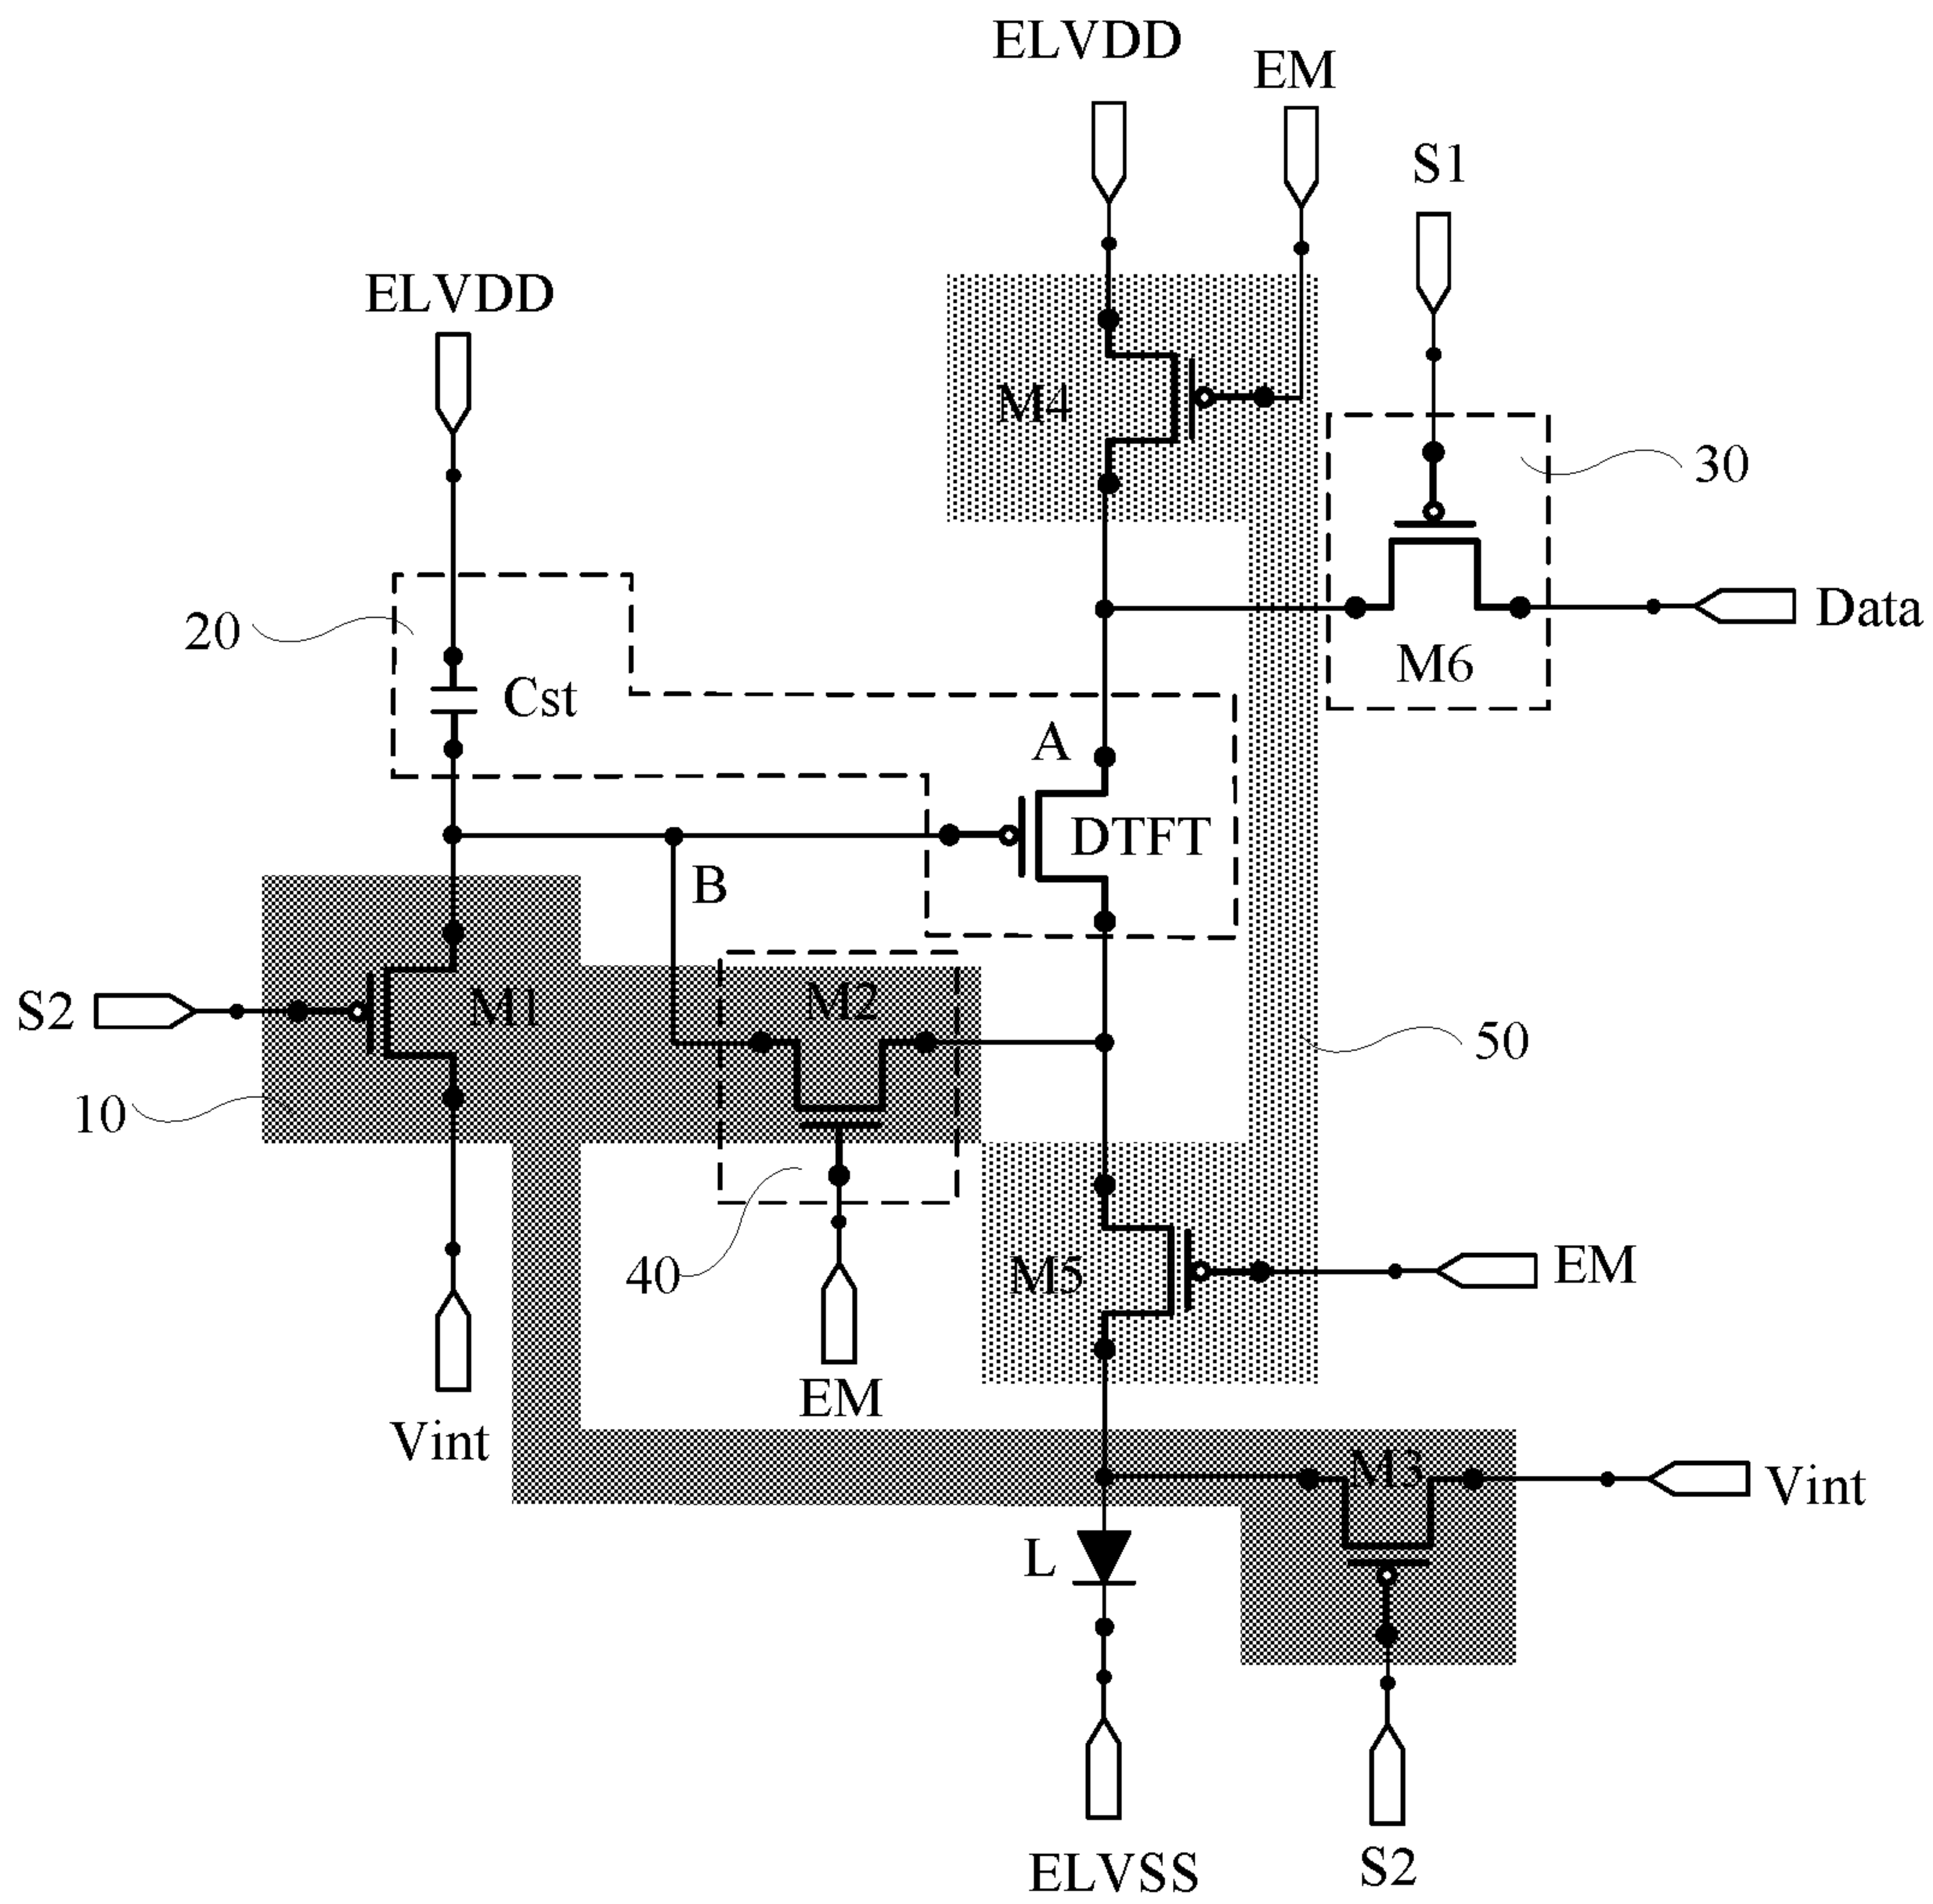 ELVDD
EM
S1
ELVDD
M4
30
20
Cst
Data
M6
A
DTFT
B
S2
M1
M2
10
50
40
M5
EM
EM
Vint
M3
Vint
L
ELVSS
S2